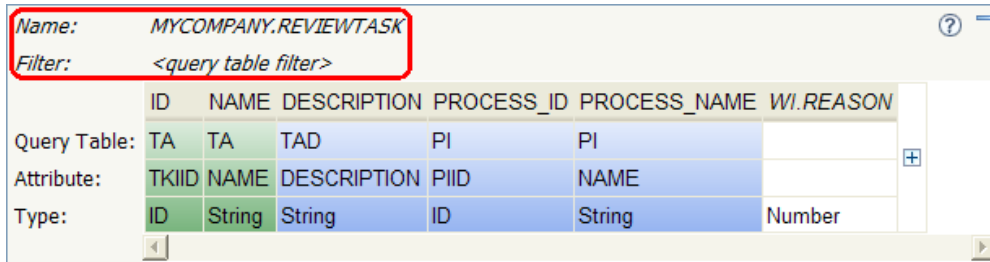 Name: MYCOMPANY.REVIEWTASK
Filter: <query table filter>
ID NAME DESCRIPTION PROCESS_ID PROCESS_NAME WI.REASON
Query Table: TA TA TAD PI PI
Attribute: TKIID NAME DESCRIPTION PIID NAME
Type: ID String String ID String Number